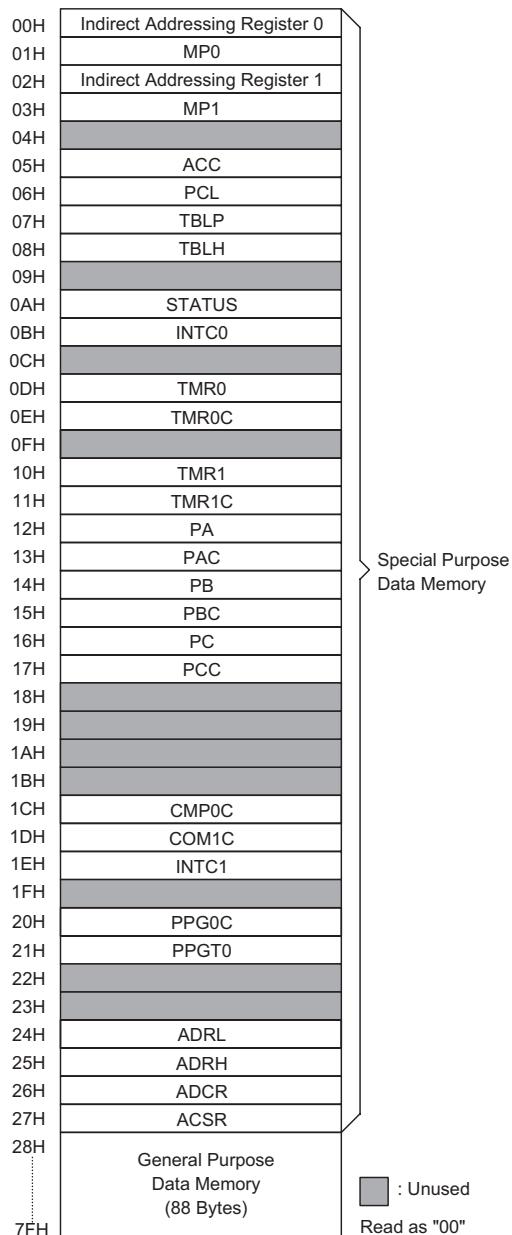 00H Indirect Addressing Register 0
01H MP0
02H Indirect Addressing Register 1
03H MP1
04H
05H ACC
06H PCL
07H TBLP
08H TBLH
09H
0AH STATUS
0BH INTC0
0CH
0DH TMR0
0EH TMR0C
0FH
10H TMR1
11H TMR1C
12H PA
13H PAC
14H PB
15H PBC
16H PC
17H PCC
18H
19H
1AH
1BH
1CH CMP0C
1DH COM1C
1EH INTC1
1FH
20H PPG0C
21H PPGT0
22H
23H
24H ADRL
25H ADRH
26H ADCR
27H ACSR
28H
7FH
General Purpose
Data Memory
(88 Bytes)
Special Purpose
Data Memory
: Unused
Read as "00"